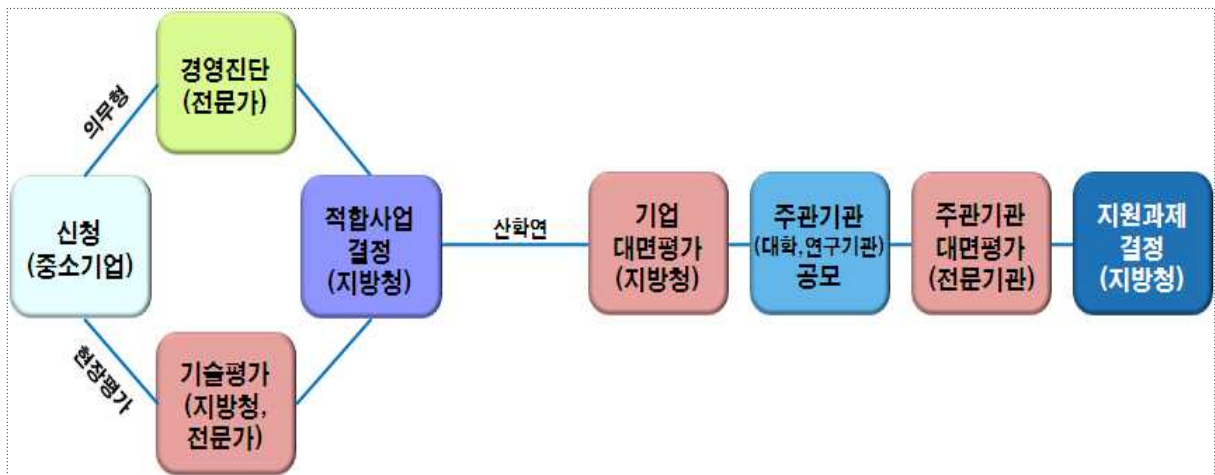 경영진단
(전문가)
의무형
신청
(중소기업)
현장평가
기술평가
(지방청,
전문가)
적합사업
결정
(지방청)
산학연
기업
대면평가
(지방청)
주관기관
(대학,연구기관)
공모
주관기관
대면평가
(전문기관)
지원과제
결정
(지방청)